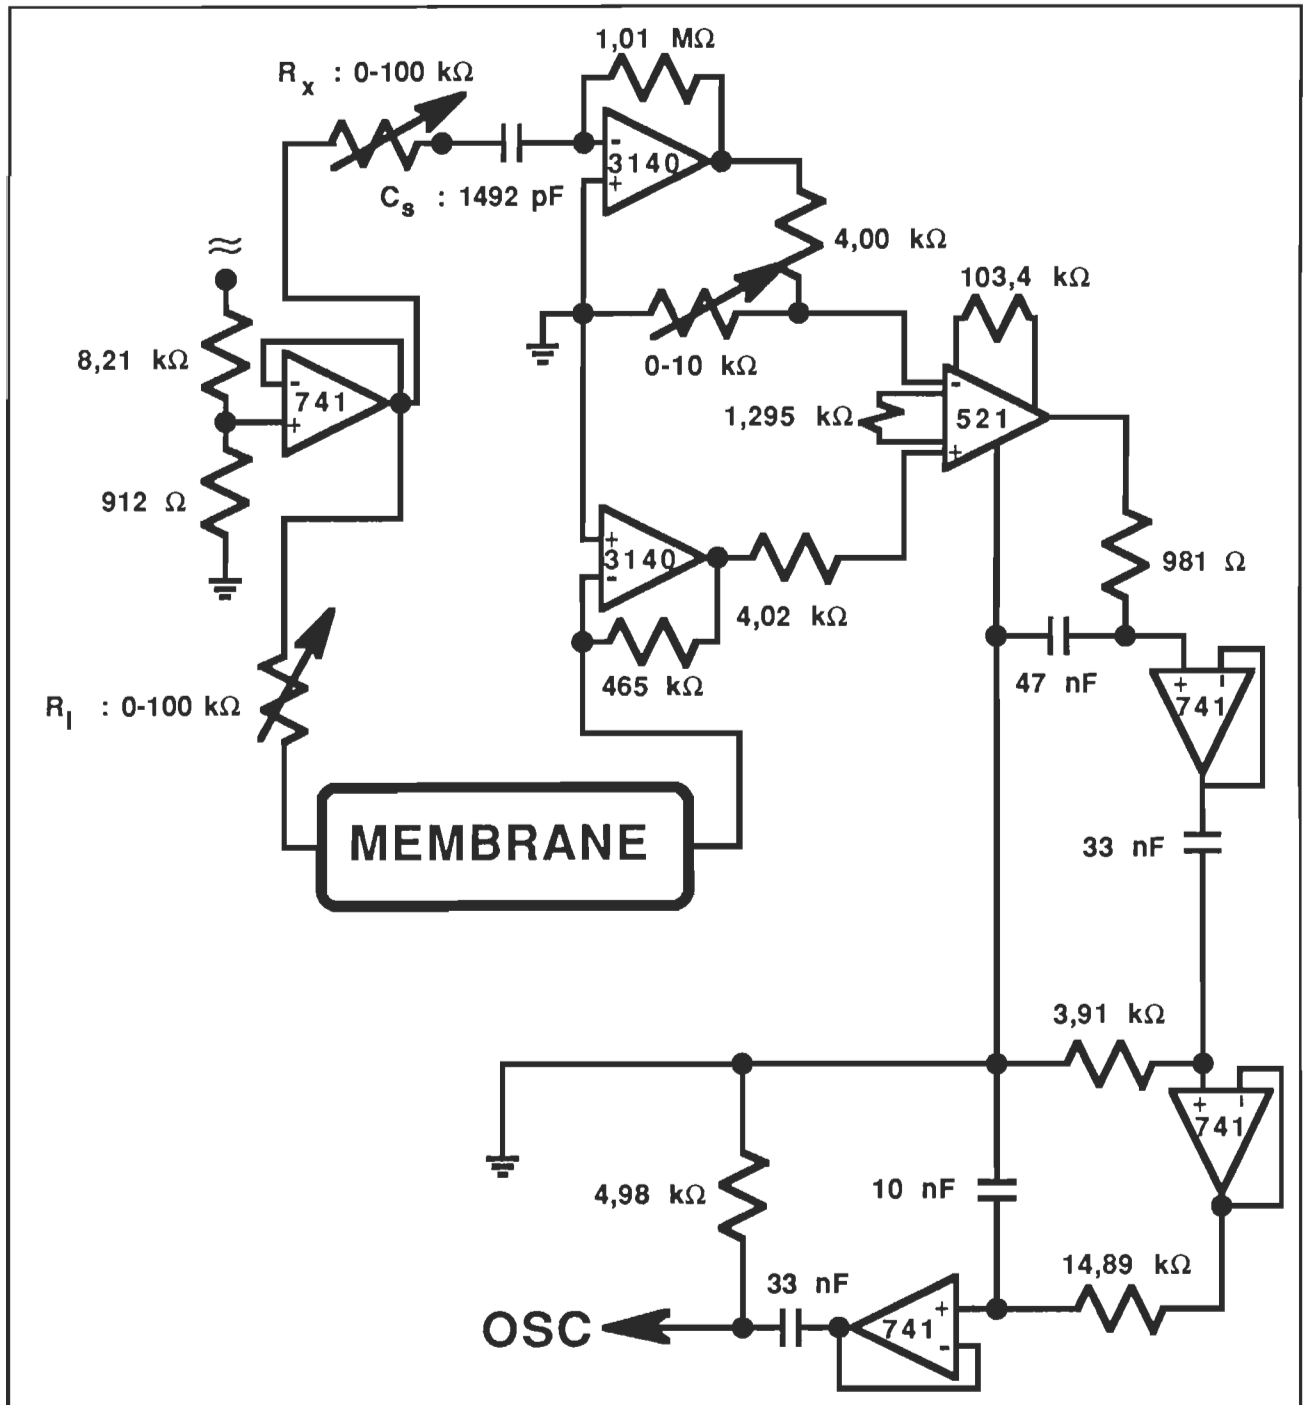 1,01 MΩ
Rx : 0-100 kΩ
-
3140
+
Cs : 1492 pF
≈
4,00 kΩ
103,4 kΩ
8,21 kΩ
0-10 kΩ
-
741
+
-
1,295 kΩ
521
+
912 Ω
+
3140
-
981 Ω
4,02 kΩ
465 kΩ
47 nF
+ -
741
RI : 0-100 kΩ
MEMBRANE
33 nF
3,91 kΩ
+ -
741
4,98 kΩ
10 nF
14,89 kΩ
33 nF
OSC
+
741
-